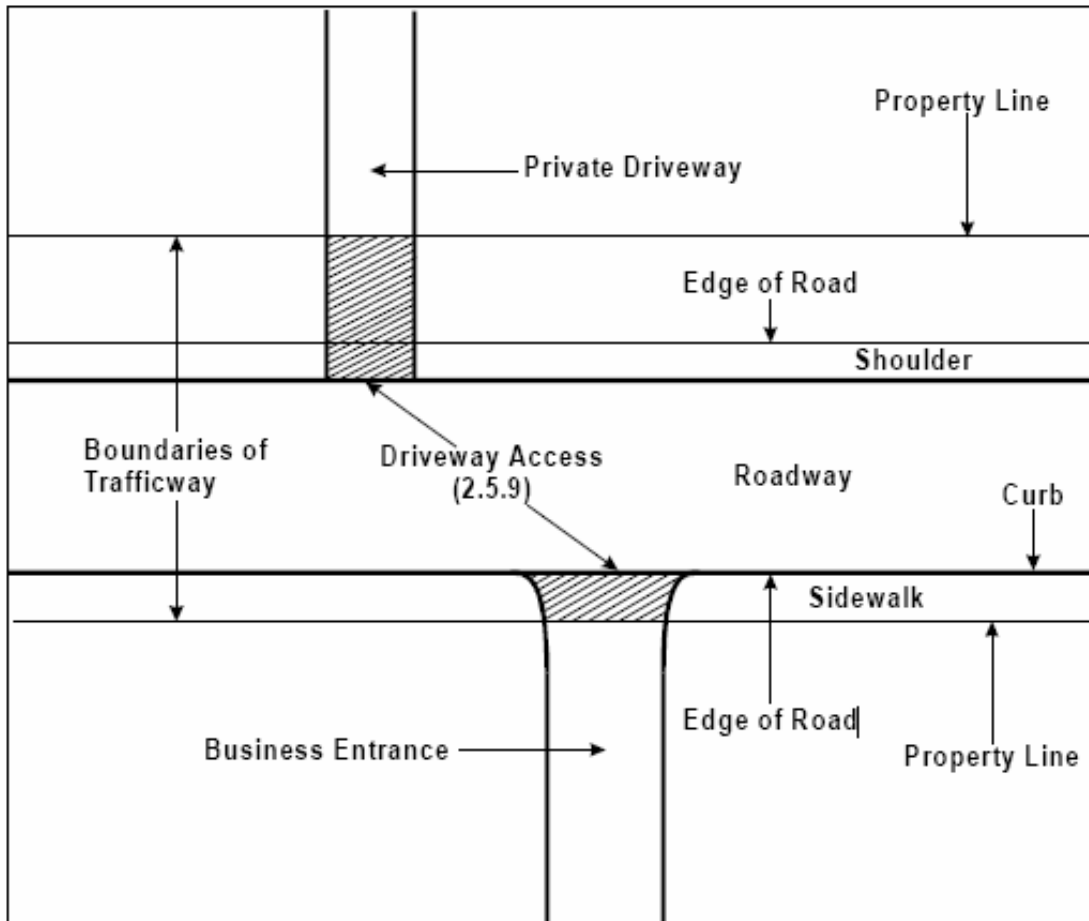 Property Line
Private Driveway
Edge of Road
Shoulder
Boundaries of
Trafficway
Driveway Access
(2.5.9)
Roadway
Curb
Sidewalk
Edge of Road
Business Entrance
Property Line